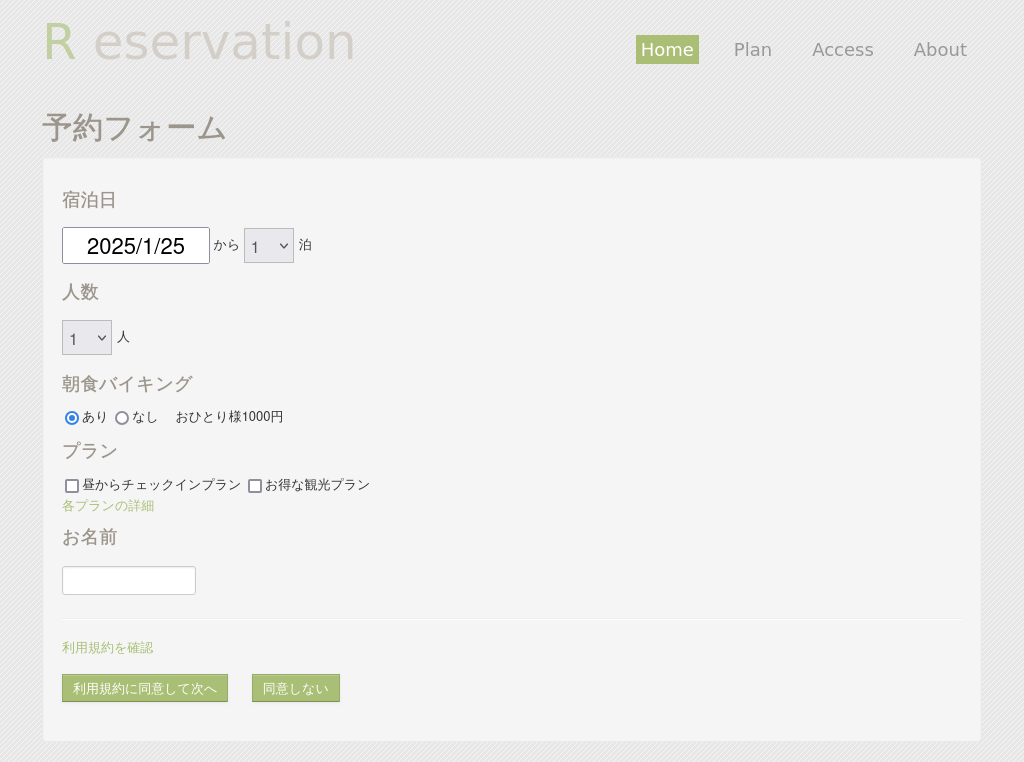 R eservation
Home Plan Access About
予約フォーム
宿泊日
2025/1/25 から 1 泊
人数
1 人
朝食バイキング
あり なし おひとり様1000円
プラン
昼からチェックインプラン お得な観光プラン
各プランの詳細
お名前
利用規約を確認
利用規約に同意して次へ 同意しない